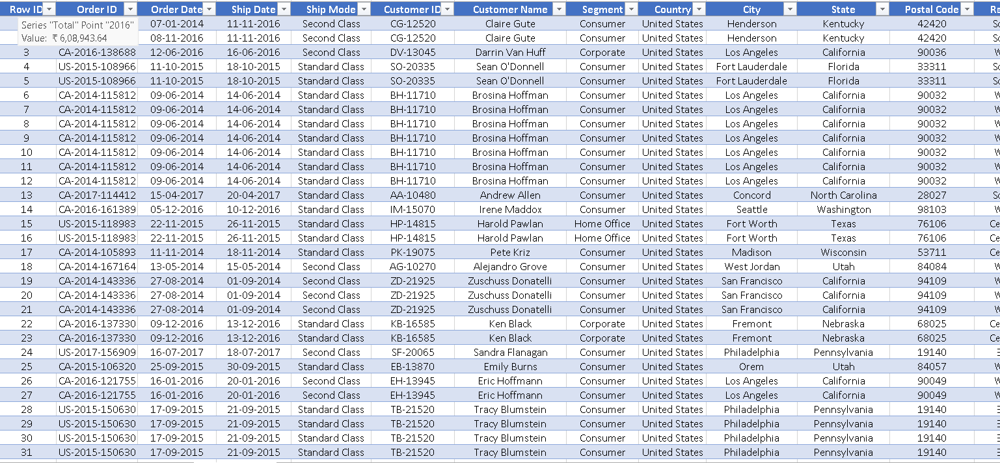 Row ID Order ID Order Date Ship Date Ship Mode Customer ID Customer Name Segment Country City State Postal Code
Series "Total" Point "2016" 07-01-2014 11-11-2016 Second Class CG-12520 Claire Gute Consumer United States Henderson Kentucky 42420
Value: ₹ 6,08,943.64 08-11-2016 11-11-2016 Second Class CG-12520 Claire Gute Consumer United States Henderson Kentucky 42420
3 CA-2016-138688 12-06-2016 16-06-2016 Second Class DV-13045 Darrin Van Huff Corporate United States Los Angeles California 90036
4 US-2015-108966 11-10-2015 18-10-2015 Standard Class SO-20335 Sean O'Donnell Consumer United States Fort Lauderdale Florida 33311
5 US-2015-108966 11-10-2015 18-10-2015 Standard Class SO-20335 Sean O'Donnell Consumer United States Fort Lauderdale Florida 33311
6 CA-2014-115812 09-06-2014 14-06-2014 Standard Class BH-11710 Brosina Hoffman Consumer United States Los Angeles California 90032
7 CA-2014-115812 09-06-2014 14-06-2014 Standard Class BH-11710 Brosina Hoffman Consumer United States Los Angeles California 90032
8 CA-2014-115812 09-06-2014 14-06-2014 Standard Class BH-11710 Brosina Hoffman Consumer United States Los Angeles California 90032
9 CA-2014-115812 09-06-2014 14-06-2014 Standard Class BH-11710 Brosina Hoffman Consumer United States Los Angeles California 90032
10 CA-2014-115812 09-06-2014 14-06-2014 Standard Class BH-11710 Brosina Hoffman Consumer United States Los Angeles California 90032
11 CA-2014-115812 09-06-2014 14-06-2014 Standard Class BH-11710 Brosina Hoffman Consumer United States Los Angeles California 90032
12 CA-2014-115812 09-06-2014 14-06-2014 Standard Class BH-11710 Brosina Hoffman Consumer United States Los Angeles California 90032
13 CA-2017-114412 15-04-2017 20-04-2017 Standard Class AA-10480 Andrew Allen Consumer United States Concord North Carolina 28027
14 CA-2016-161389 05-12-2016 10-12-2016 Standard Class IM-15070 Irene Maddox Consumer United States Seattle Washington 98103
15 US-2015-118983 22-11-2015 26-11-2015 Standard Class HP-14815 Harold Pawlan Home Office United States Fort Worth Texas 76106
16 US-2015-118983 22-11-2015 26-11-2015 Standard Class HP-14815 Harold Pawlan Home Office United States Fort Worth Texas 76106
17 CA-2014-105893 11-11-2014 18-11-2014 Standard Class PK-19075 Pete Kriz Consumer United States Madison Wisconsin 53711
18 CA-2014-167164 13-05-2014 15-05-2014 Second Class AG-10270 Alejandro Grove Consumer United States West Jordan Utah 84084
19 CA-2014-143336 27-08-2014 01-09-2014 Second Class ZD-21925 Zuschuss Donatelli Consumer United States San Francisco California 94109
20 CA-2014-143336 27-08-2014 01-09-2014 Second Class ZD-21925 Zuschuss Donatelli Consumer United States San Francisco California 94109
21 CA-2014-143336 27-08-2014 01-09-2014 Second Class ZD-21925 Zuschuss Donatelli Consumer United States San Francisco California 94109
22 CA-2016-137330 09-12-2016 13-12-2016 Standard Class KB-16585 Ken Black Corporate United States Fremont Nebraska 68025
23 CA-2016-137330 09-12-2016 13-12-2016 Standard Class KB-16585 Ken Black Corporate United States Fremont Nebraska 68025
24 US-2017-156909 16-07-2017 18-07-2017 Second Class SF-20065 Sandra Flanagan Consumer United States Philadelphia Pennsylvania 19140
25 CA-2015-106320 25-09-2015 30-09-2015 Standard Class EB-13870 Emily Burns Consumer United States Orem Utah 84057
26 CA-2016-121755 16-01-2016 20-01-2016 Second Class EH-13945 Eric Hoffmann Consumer United States Los Angeles California 90049
27 CA-2016-121755 16-01-2016 20-01-2016 Second Class EH-13945 Eric Hoffmann Consumer United States Los Angeles California 90049
28 US-2015-150630 17-09-2015 21-09-2015 Standard Class TB-21520 Tracy Blumstein Consumer United States Philadelphia Pennsylvania 19140
29 US-2015-150630 17-09-2015 21-09-2015 Standard Class TB-21520 Tracy Blumstein Consumer United States Philadelphia Pennsylvania 19140
30 US-2015-150630 17-09-2015 21-09-2015 Standard Class TB-21520 Tracy Blumstein Consumer United States Philadelphia Pennsylvania 19140
31 US-2015-150630 17-09-2015 21-09-2015 Standard Class TB-21520 Tracy Blumstein Consumer United States Philadelphia Pennsylvania 19140